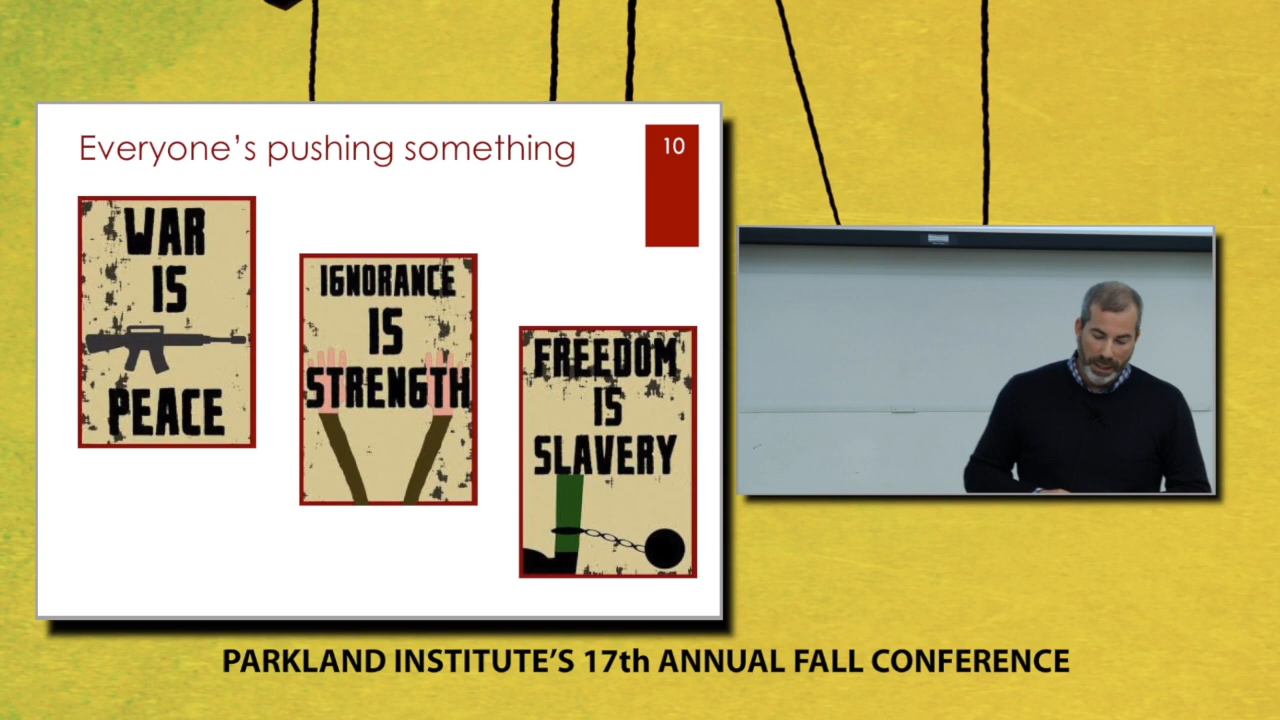 Everyone's pushing something
10
WAR
IS
PEACE
IGNORANCE
IS
STRENGTH
FREEDOM
IS
SLAVERY
PARKLAND INSTITUTE'S 17th ANNUAL FALL CONFERENCE